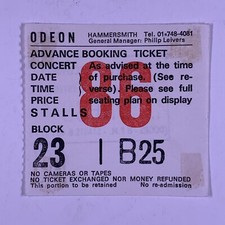 ODEON HAMMERSMITH Tel. 01-748-4081
General Manager: Philip Leivers
ADVANCE BOOKING TICKET
CONCERT As advised at the time
DATE of purchase. (See re-
TIME verse). Please see full
PRICE seating plan on display
86
STALLS
BLOCK
23 | B25
NO CAMERAS OR TAPES
NO TICKET EXCHANGED NOR MONEY REFUNDED
This portion to be retained No re-admission